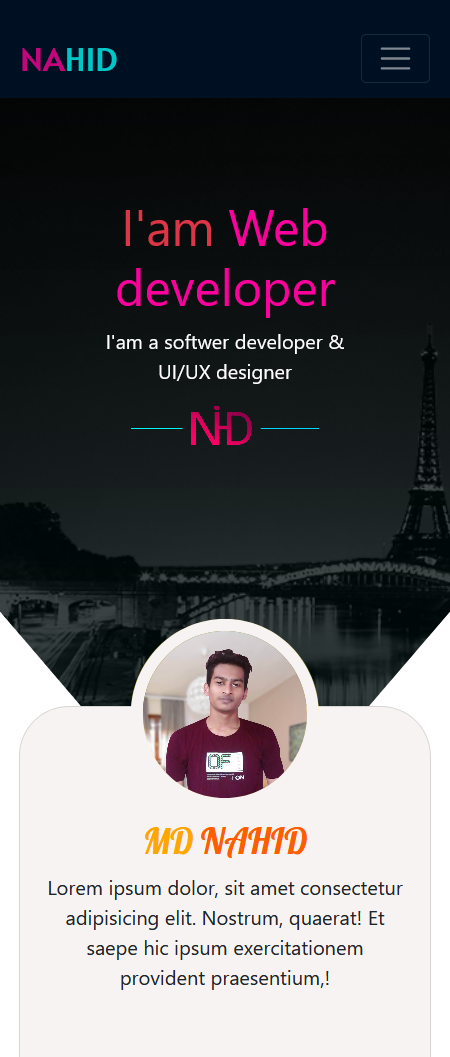 NAHID
I'am Web
developer
I'am a softwer developer &
UI/UX designer
NiHD
MD NAHID
Lorem ipsum dolor, sit amet consectetur
adipisicing elit. Nostrum, quaerat! Et
saepe hic ipsum exercitationem
provident praesentium,!